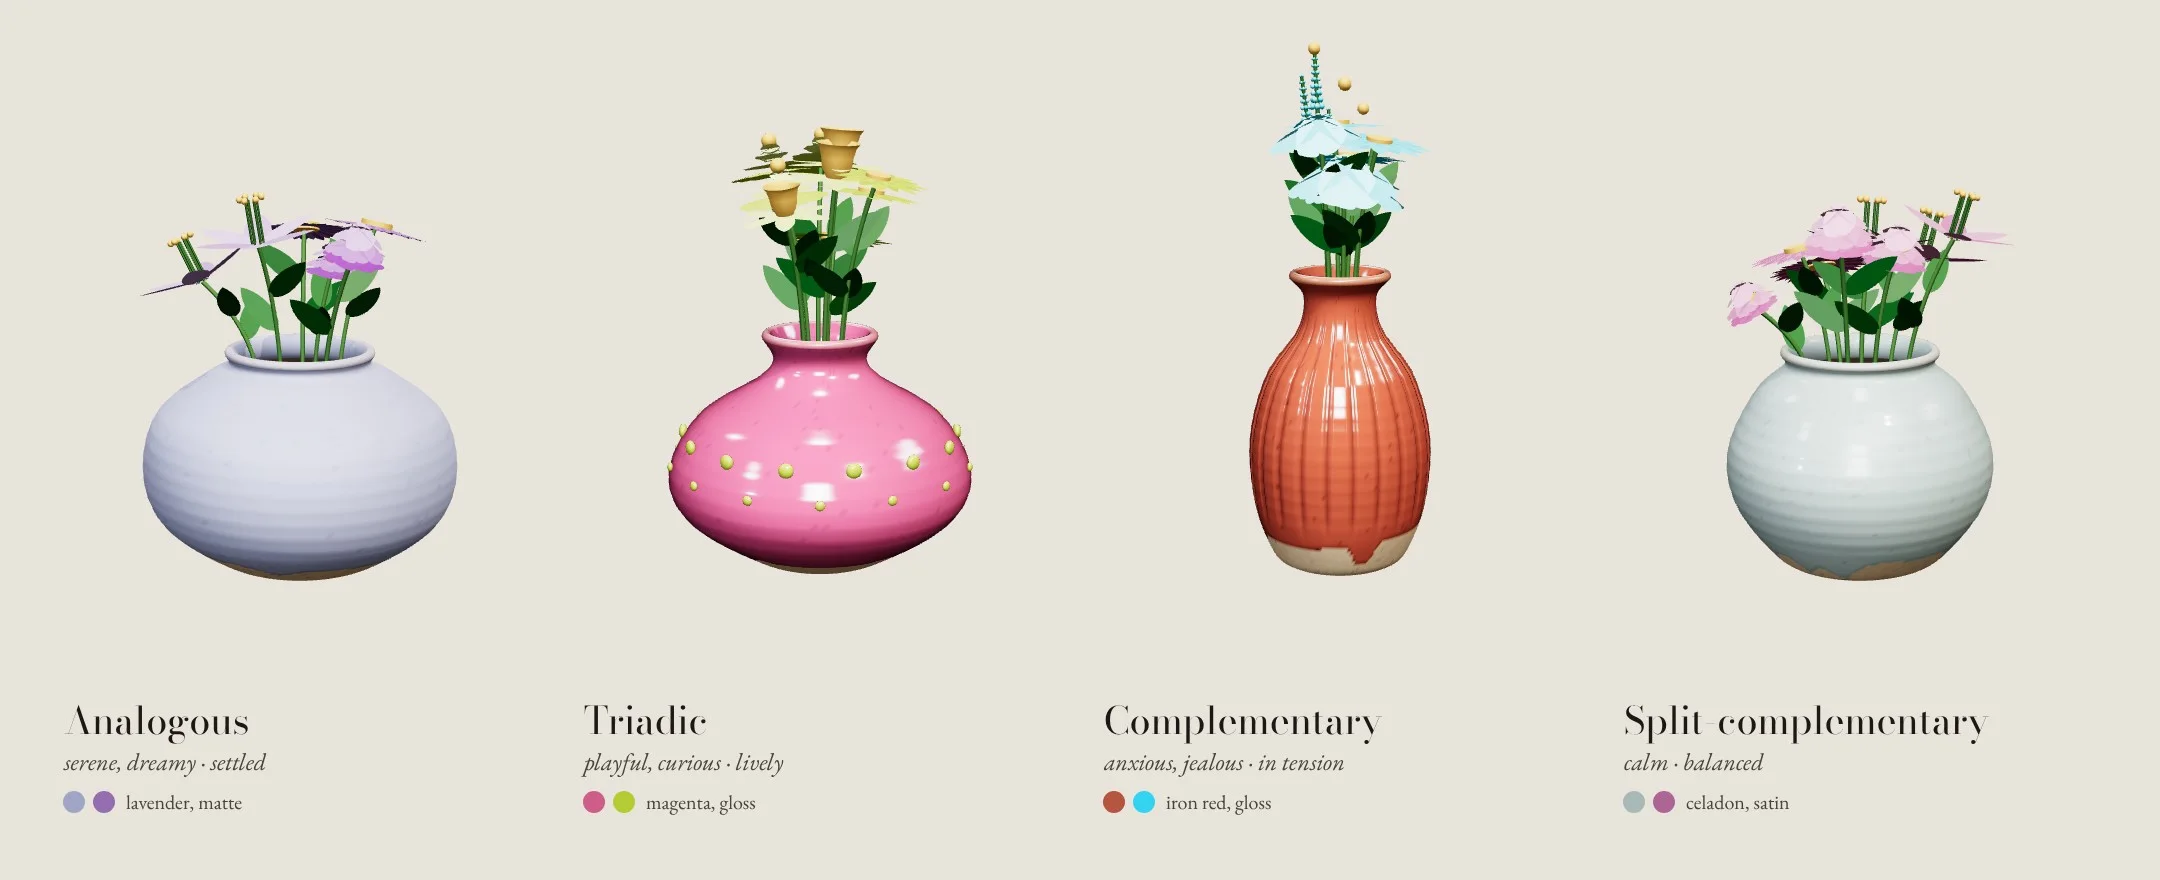 Analogous
serene, dreamy · settled
lavender, matte
Triadic
playful, curious · lively
magenta, gloss
Complementary
anxious, jealous · in tension
iron red, gloss
Split-complementary
calm · balanced
celadon, satin